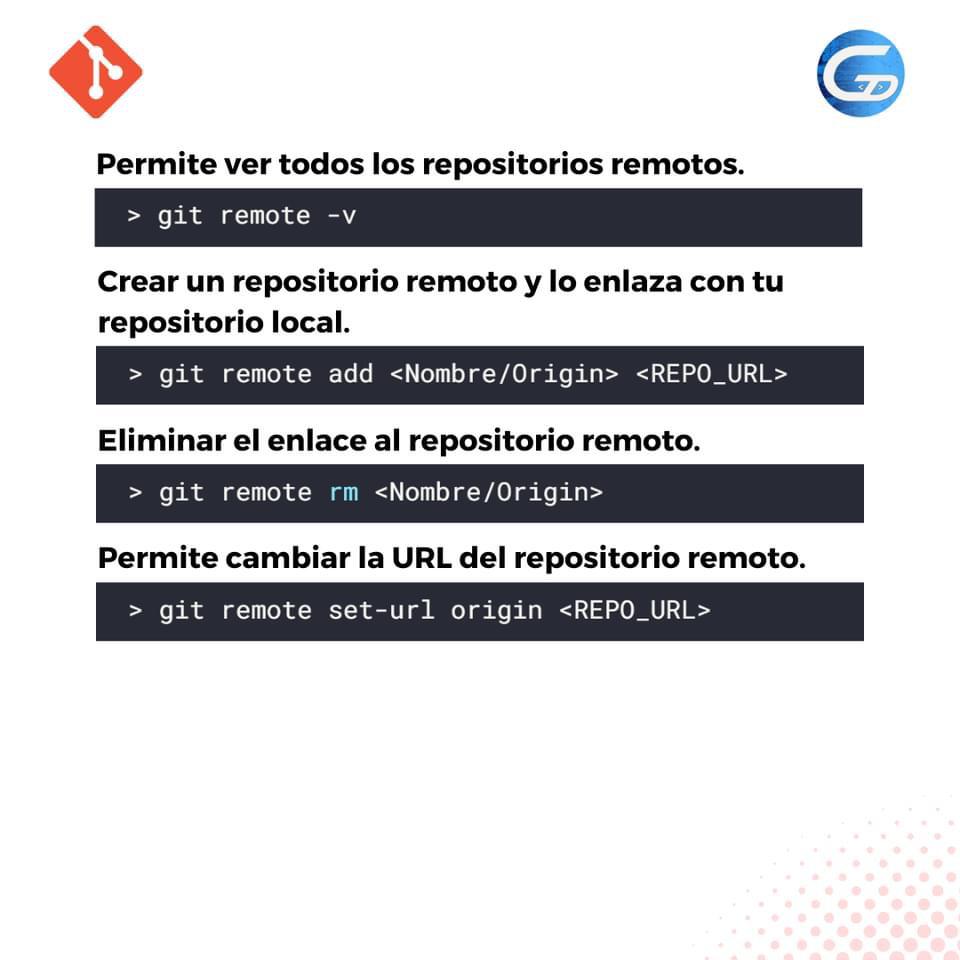 Permite ver todos los repositorios remotos.
> git remote -v
Crear un repositorio remoto y lo enlaza con tu
repositorio local.
> git remote add <Nombre/Origin> <REPO_URL>
Eliminar el enlace al repositorio remoto.
> git remote rm <Nombre/Origin>
Permite cambiar la URL del repositorio remoto.
> git remote set-url origin <REPO_URL>